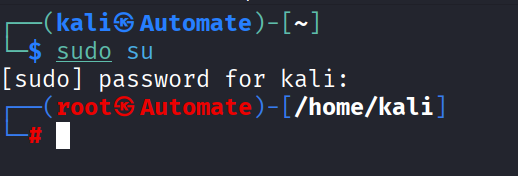 ┌──(kali㉿Automate)-[~]
└─$ sudo su
[sudo] password for kali:
┌──(root㉿Automate)-[/home/kali]
└─#